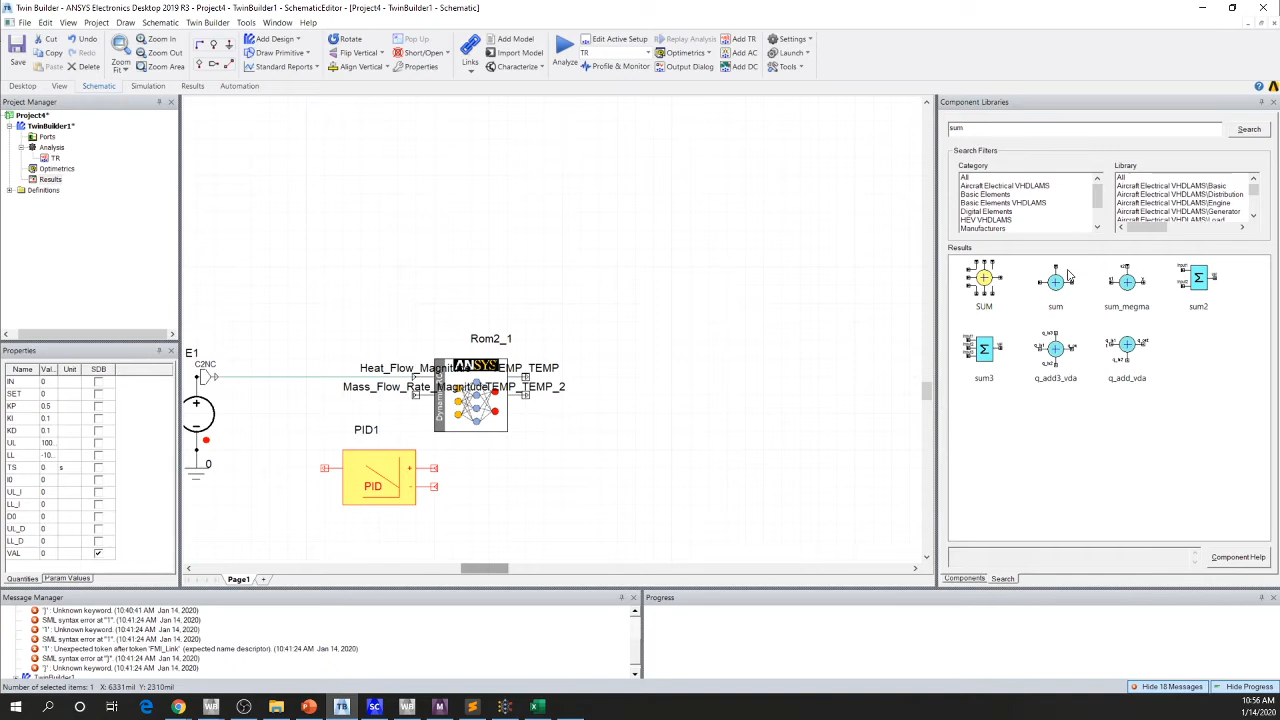 Twin Builder - ANSYS Electronics Desktop 2019 R3 - Project4 - TwinBuilder1 - SchematicEditor - [Project4 - TwinBuilder1 - Schematic]
File Edit View Project Draw Schematic Twin Builder Tools Window Help
Save Cut Copy Paste Undo Redo Delete Zoom Fit Zoom In Zoom Out Zoom Area
Add Design Draw Primitive Standard Reports Rotate Flip Vertical Align Vertical Pop Up Short/Open Properties
Links Add Model Import Model Characterize Analyze Edit Active Setup TR Profile & Monitor
Replay Analysis Optimetrics Output Dialog Add TR Add AC Add DC Settings Launch Tools
Desktop View Schematic Simulation Results Automation
Project Manager
Project4*
TwinBuilder1*
Ports
Analysis
TR
Optimetrics
Results
Definitions
Properties
Name Val... Unit SDB
IN 0
SET 0
KP 0.5
KI 0.1
KD 0.1
UL 100..
LL -10..
TS 0 s
I0 0
UL_I 0
LL_I 0
D0 0
UL_D 0
LL_D 0
VAL 0
Quantities Param Values
E1
C2NC
0
Rom2_1
Heat_Flow_Magnitude TEMP_TEMP
Mass_Flow_Rate_Magnitude TEMP_TEMP_2
ANSYS
PID1
PID
Page1 +
Component Libraries
sum Search
Search Filters
Category
All
Aircraft Electrical VHDLAMS
Basic Elements
Basic Elements VHDLAMS
Digital Elements
HEV VHDLAMS
Manufacturers
Library
All
Aircraft Electrical VHDLAMS\Basic
Aircraft Electrical VHDLAMS\Distribution
Aircraft Electrical VHDLAMS\Engine
Aircraft Electrical VHDLAMS\Generator
Aircraft Electrical VHDLAMS\Load
Results
SUM sum sum_megma sum2
sum3 q_add3_vda q_add_vda
Component Help
Components Search
Message Manager
']' : Unknown keyword. (10:40:41 AM Jan 14, 2020)
SML syntax error at "1". (10:41:24 AM Jan 14, 2020)
'1' : Unknown keyword. (10:41:24 AM Jan 14, 2020)
SML syntax error at "1". (10:41:24 AM Jan 14, 2020)
'1' : Unexpected token after token 'FMI_Link' (expected name descriptor). (10:41:24 AM Jan 14, 2020)
SML syntax error at "}". (10:41:24 AM Jan 14, 2020)
']' : Unknown keyword. (10:41:24 AM Jan 14, 2020)
TwinBuilder1
Progress
Number of selected items: 1 X: 6331mil Y: 2310mil
Hide 18 Messages Hide Progress
10:56 AM
1/14/2020